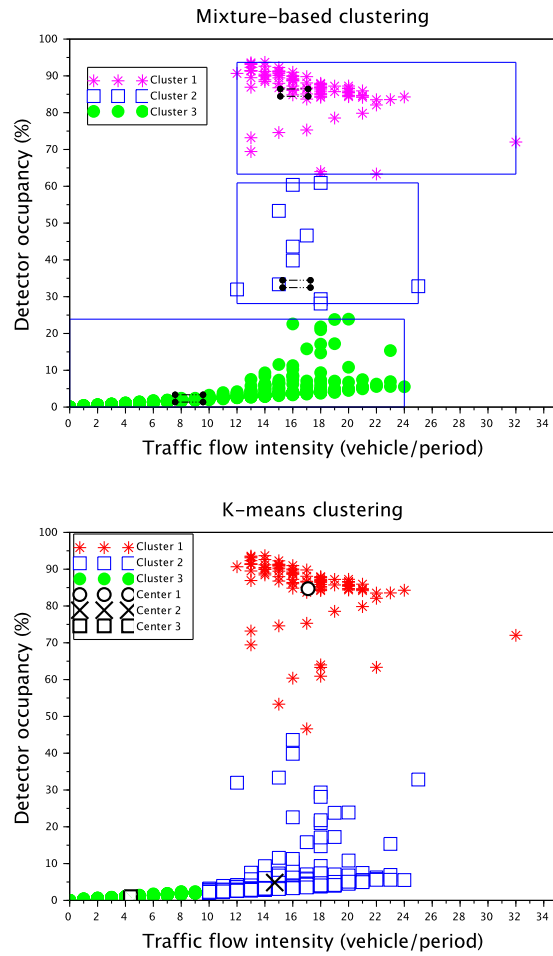 Mixture-based clustering
100
90
80
70
60
50
40
30
20
10
0
Cluster 1
Cluster 2
Cluster 3
Detector occupancy (%)
0 2 4 6 8 10 12 14 16 18 20 22 24 26 28 30 32 34
Traffic flow intensity (vehicle/period)
K-means clustering
100
90
80
70
60
50
40
30
20
10
0
Cluster 1
Cluster 2
Cluster 3
Center 1
Center 2
Center 3
Detector occupancy (%)
0 2 4 6 8 10 12 14 16 18 20 22 24 26 28 30 32 34
Traffic flow intensity (vehicle/period)